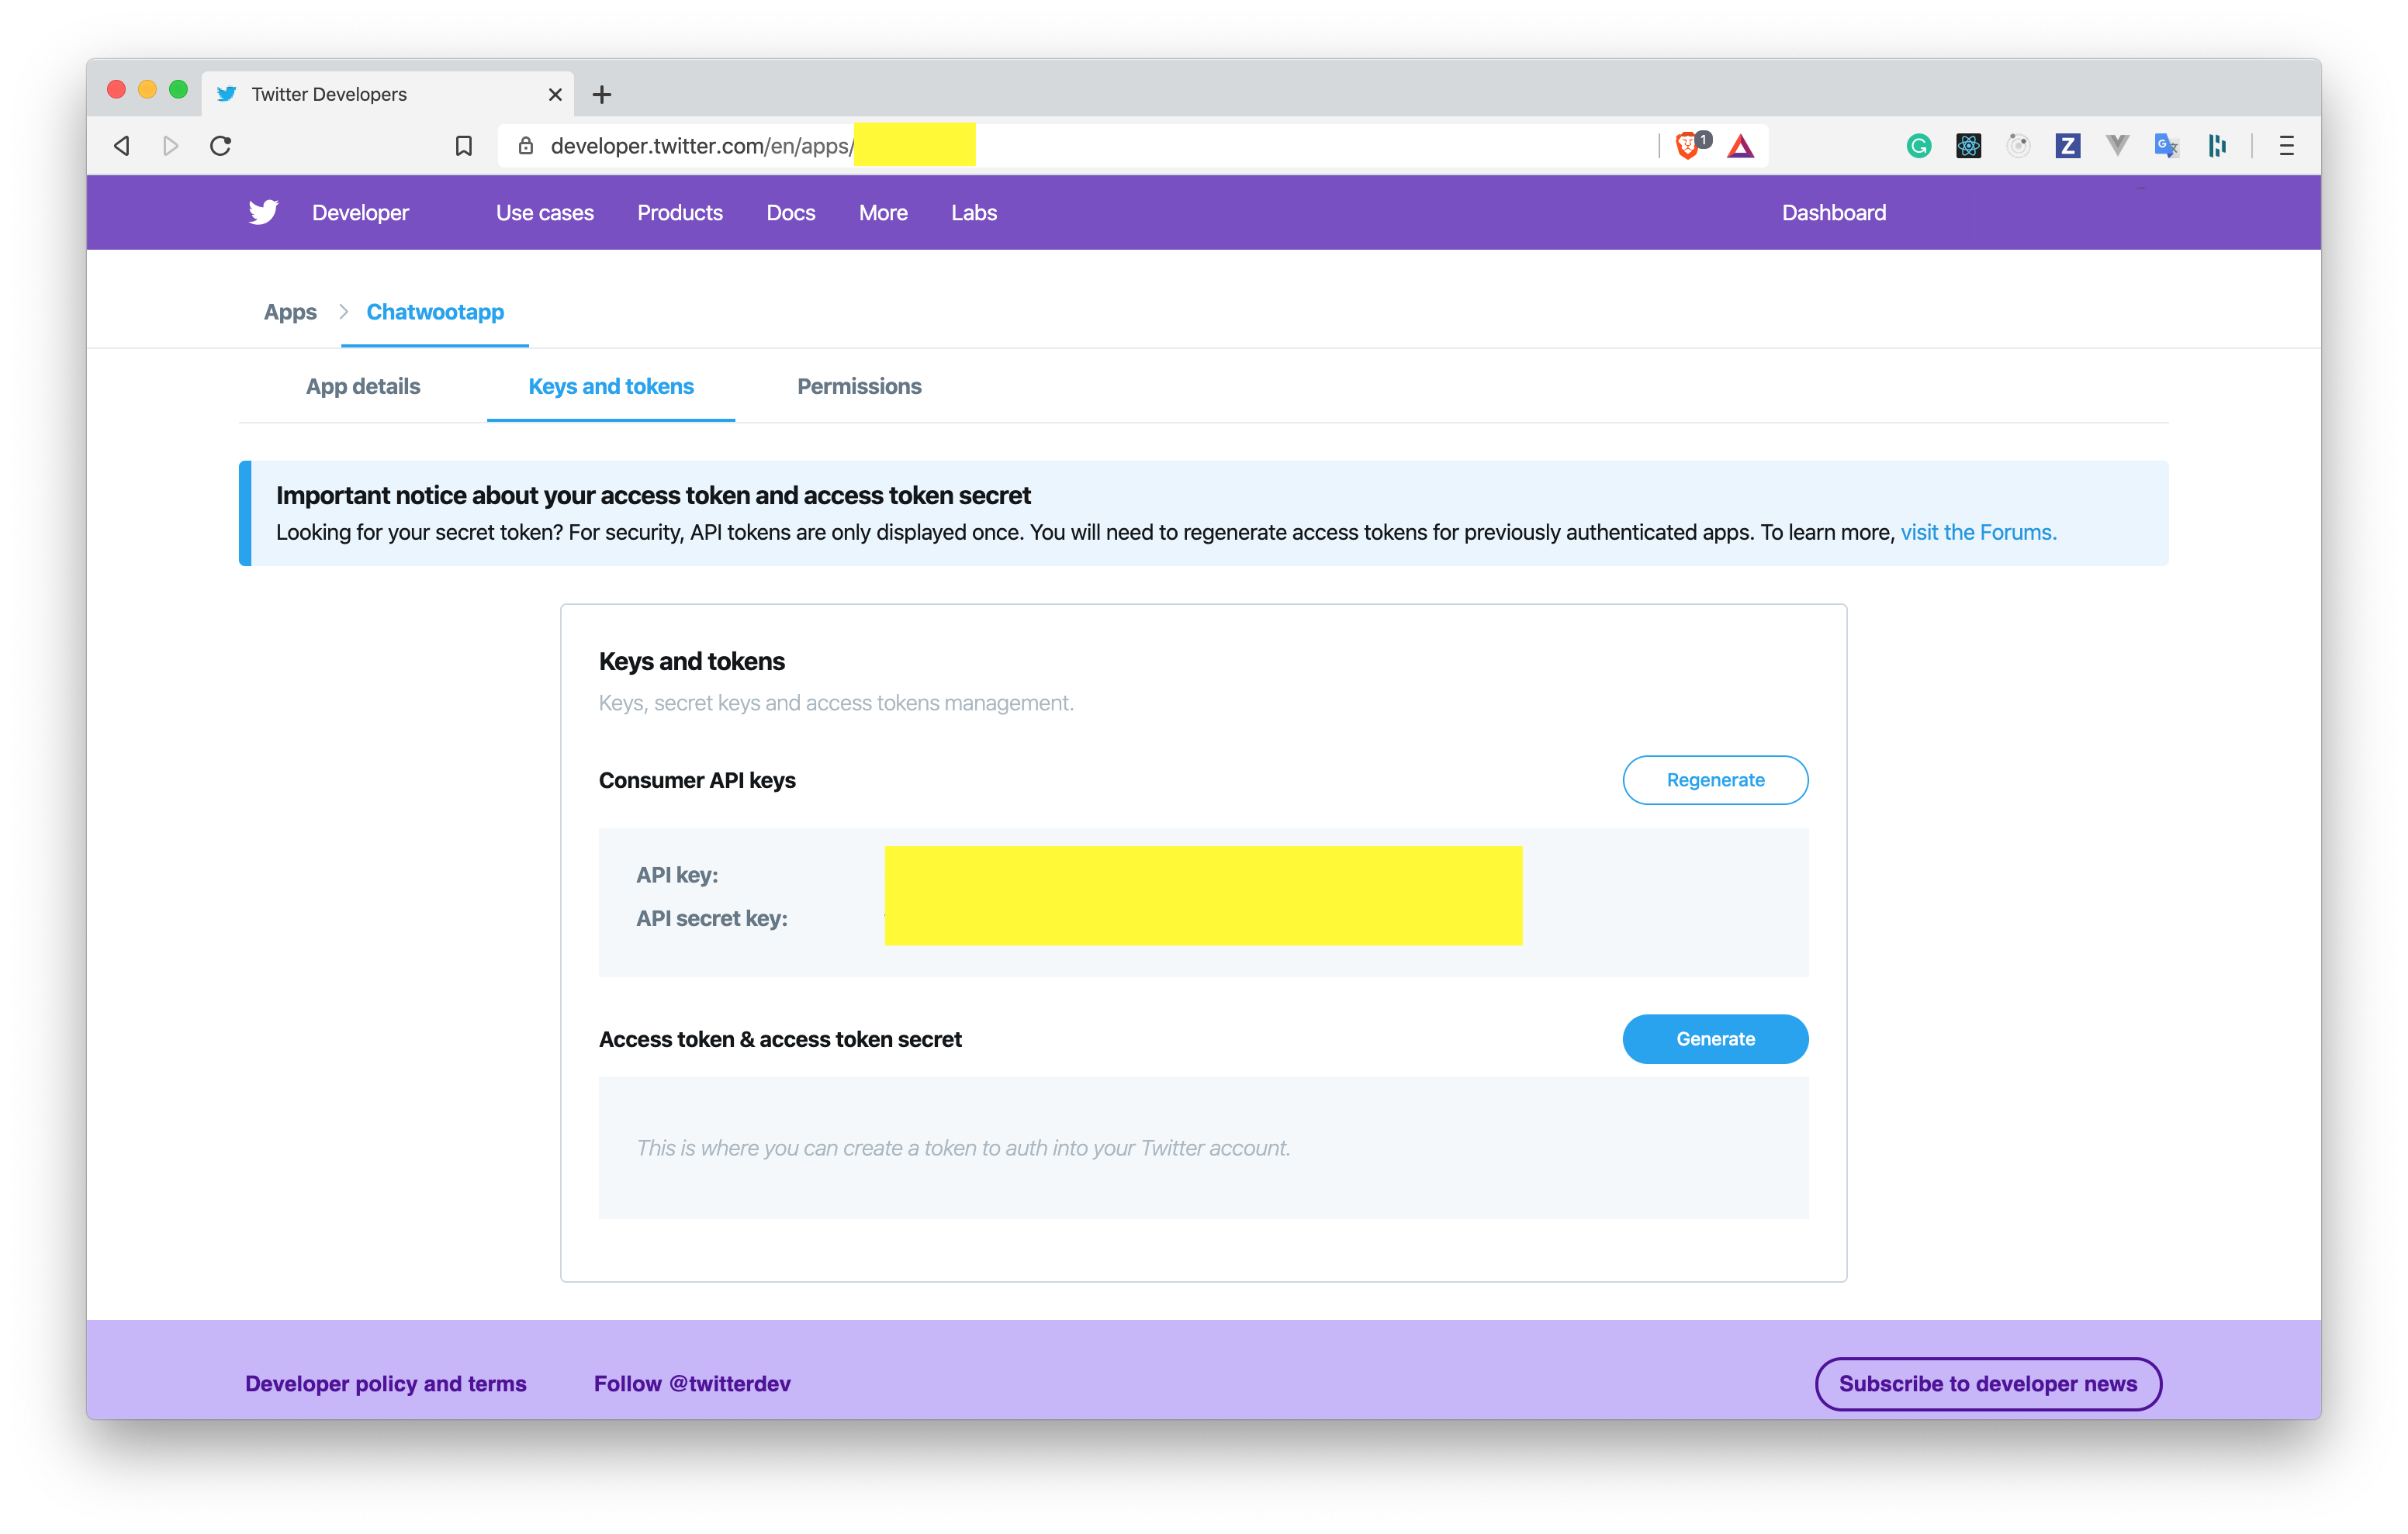 Twitter Developers
developer.twitter.com/en/apps/
1
Developer Use cases Products Docs More Labs Dashboard
Apps Chatwootapp
App details Keys and tokens Permissions
Important notice about your access token and access token secret
Looking for your secret token? For security, API tokens are only displayed once. You will need to regenerate access tokens for previously authenticated apps. To learn more, visit the Forums.
Keys and tokens
Keys, secret keys and access tokens management.
Consumer API keys Regenerate
API key:
API secret key:
Access token & access token secret Generate
This is where you can create a token to auth into your Twitter account.
Developer policy and terms Follow @twitterdev Subscribe to developer news